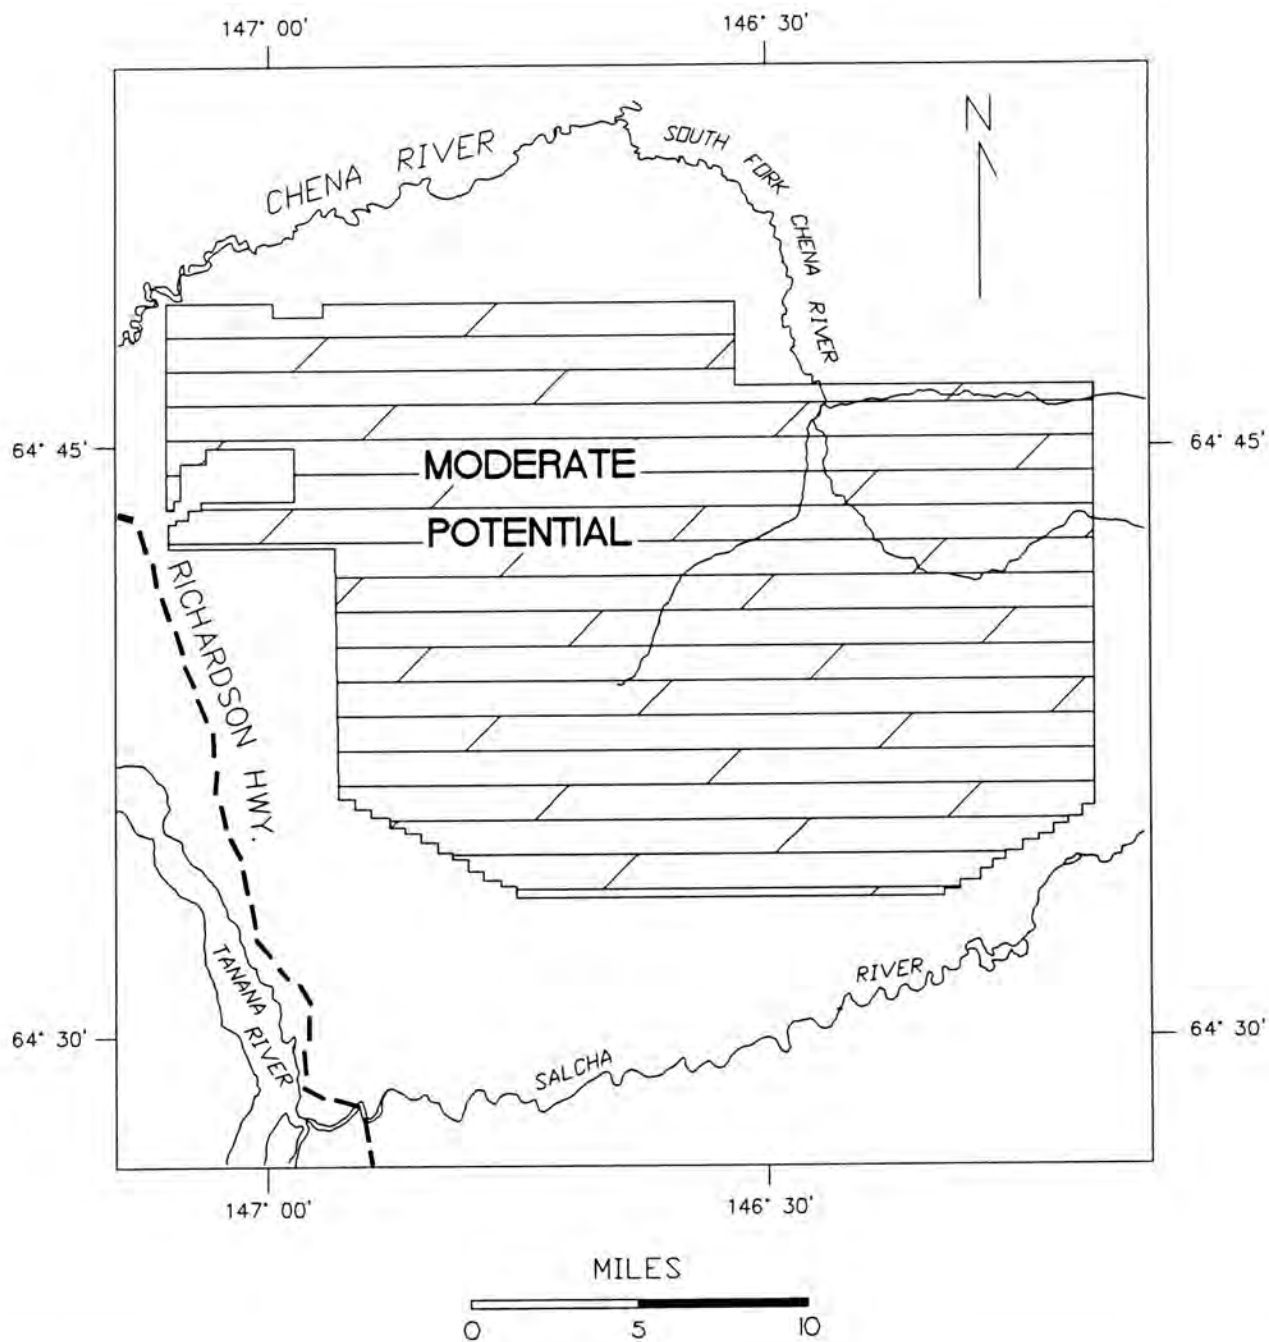 147° 00'
146° 30'
N
CHENA RIVER
SOUTH FORK CHENA RIVER
64° 45'
64° 45'
MODERATE
POTENTIAL
RICHARDSON HWY.
TANANA RIVER
SALCHA RIVER
64° 30'
64° 30'
147° 00'
146° 30'
MILES
0 5 10